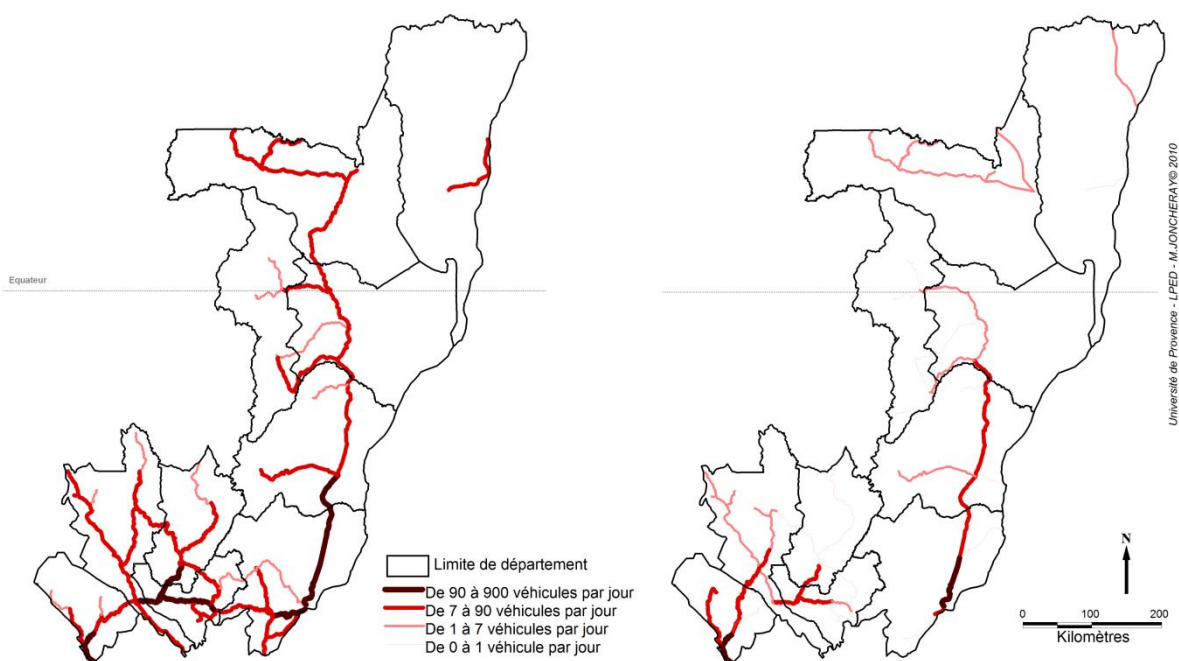 Equateur
Limite de département
De 90 à 900 véhicules par jour
De 7 à 90 véhicules par jour
De 1 à 7 véhicules par jour
De 0 à 1 véhicule par jour
Université de Provence - LPED - M.JONCHERAY© 2010
N
0 100 200
Kilomètres